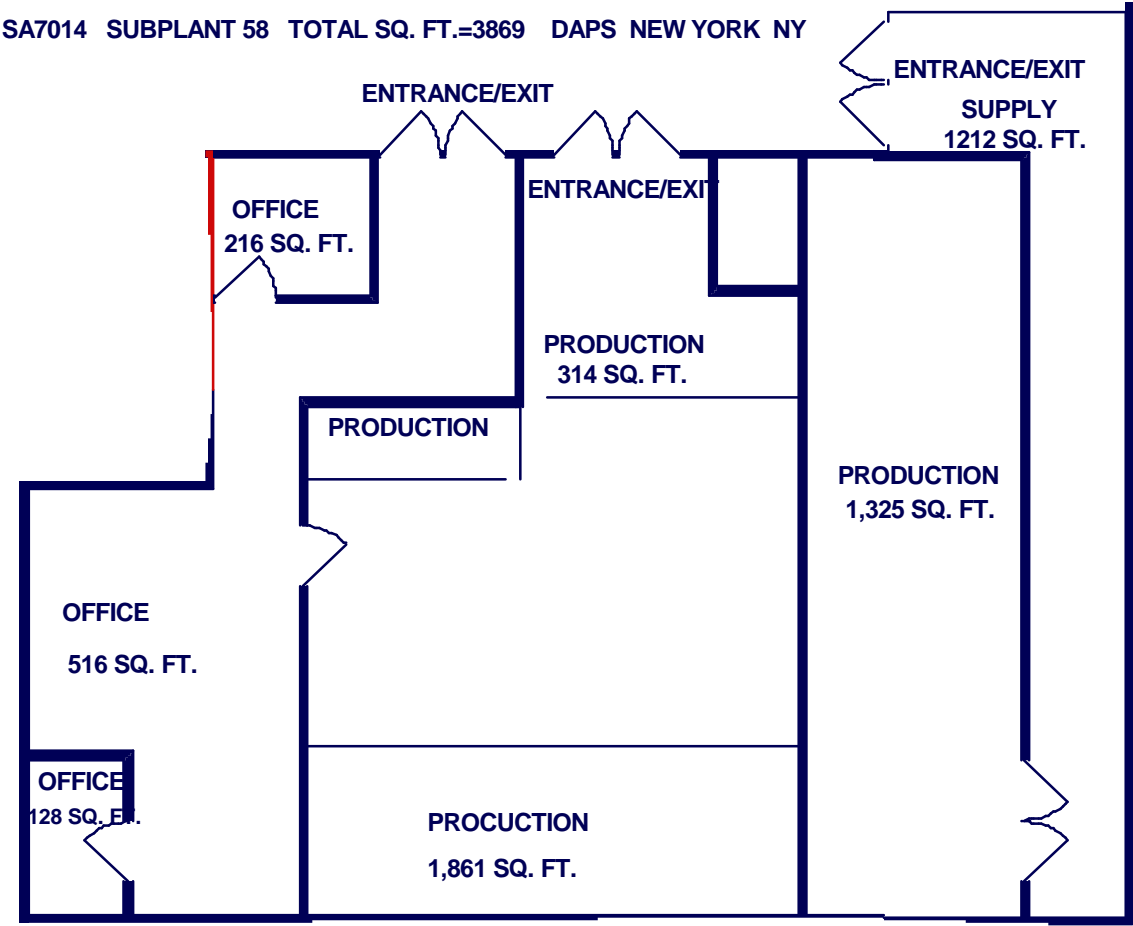 SA7014 SUBPLANT 58 TOTAL SQ. FT.=3869 DAPS NEW YORK NY
ENTRANCE/EXIT
SUPPLY
1212 SQ. FT.
ENTRANCE/EXIT
ENTRANCE/EXIT
OFFICE
216 SQ. FT.
PRODUCTION
314 SQ. FT.
PRODUCTION
PRODUCTION
1,325 SQ. FT.
OFFICE
516 SQ. FT.
OFFICE
128 SQ. FT.
PROCUCTION
1,861 SQ. FT.